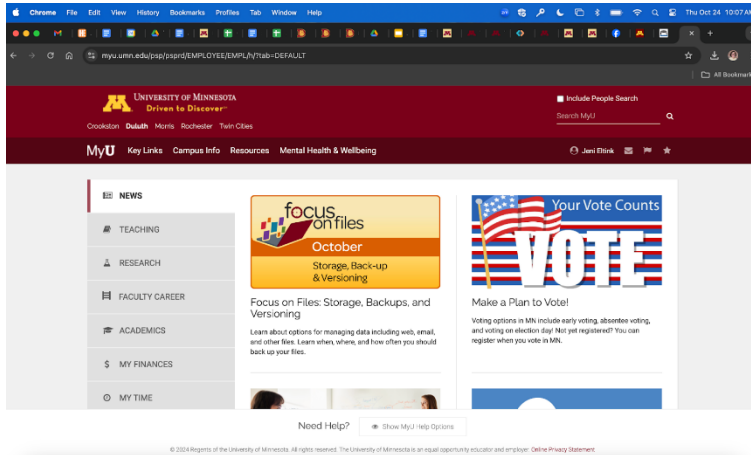 Chrome File Edit View History Bookmarks Profiles Tab Window Help
Thu Oct 24 10:07 AM
myu.umn.edu/psp/psprd/EMPLOYEE/EMPL/h/?tab=DEFAULT
All Bookmark
UNIVERSITY OF MINNESOTA
Driven to Discover
Include People Search
Search MyU
Crookston Duluth Morris Rochester Twin Cities
MyU Key Links Campus Info Resources Mental Health & Wellbeing
Jeni Eltink
NEWS
TEACHING
RESEARCH
FACULTY CAREER
ACADEMICS
MY FINANCES
MY TIME
focus
on files
October
Storage, Back-up
& Versioning
Focus on Files: Storage, Backups, and
Versioning
Learn about options for managing data including web, email,
and other files. Learn when, where, and how often you should
back up your files.
Your Vote Counts
VOTE
Make a Plan to Vote!
Voting options in MN include early voting, absentee voting,
and voting on election day! Not yet registered? You can
register when you vote in MN.
Need Help? Show MyU Help Options
© 2024 Regents of the University of Minnesota. All rights reserved. The University of Minnesota is an equal opportunity educator and employer. Online Privacy Statement